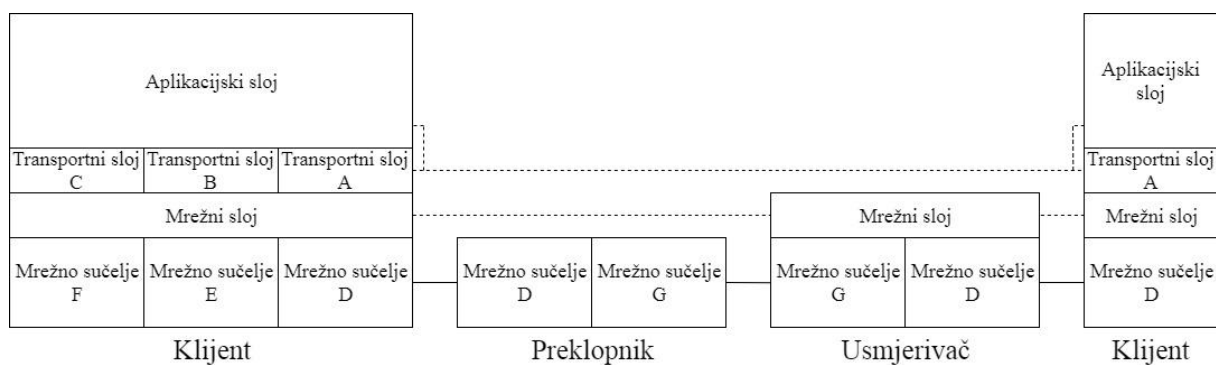 Aplikacijski sloj
Aplikacijski
sloj
Transportni sloj
C
Transportni sloj
B
Transportni sloj
A
Transportni sloj
A
Mrežni sloj
Mrežni sloj
Mrežni sloj
Mrežno sučelje
F
Mrežno sučelje
E
Mrežno sučelje
D
Mrežno sučelje
D
Mrežno sučelje
G
Mrežno sučelje
G
Mrežno sučelje
D
Mrežno sučelje
D
Klijent
Preklopnik
Usmjerivač
Klijent